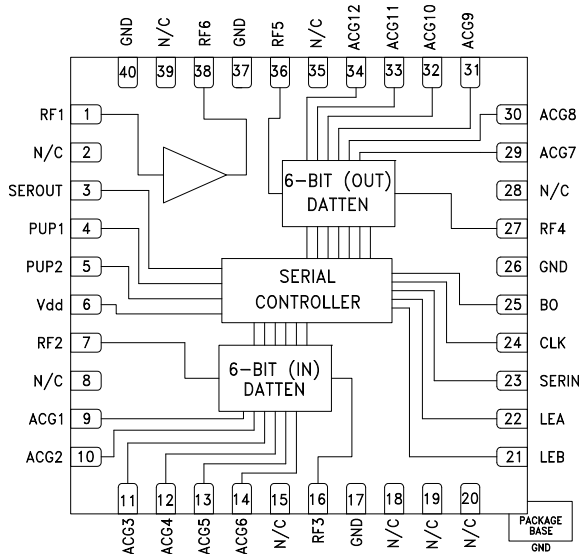 GND
N/C
RF6
GND
RF5
N/C
ACG12
ACG11
ACG10
ACG9
40
39
38
37
36
35
34
33
32
31
RF1
1
N/C
2
SEROUT
3
PUP1
4
PUP2
5
Vdd
6
RF2
7
N/C
8
ACG1
9
ACG2
10
30
ACG8
29
ACG7
28
N/C
27
RF4
26
GND
25
BO
24
CLK
23
SERIN
22
LEA
21
LEB
6-BIT (OUT)
DATTEN
SERIAL
CONTROLLER
6-BIT (IN)
DATTEN
11
12
13
14
15
16
17
18
19
20
ACG3
ACG4
ACG5
ACG6
N/C
RF3
GND
N/C
N/C
N/C
PACKAGE
BASE
GND